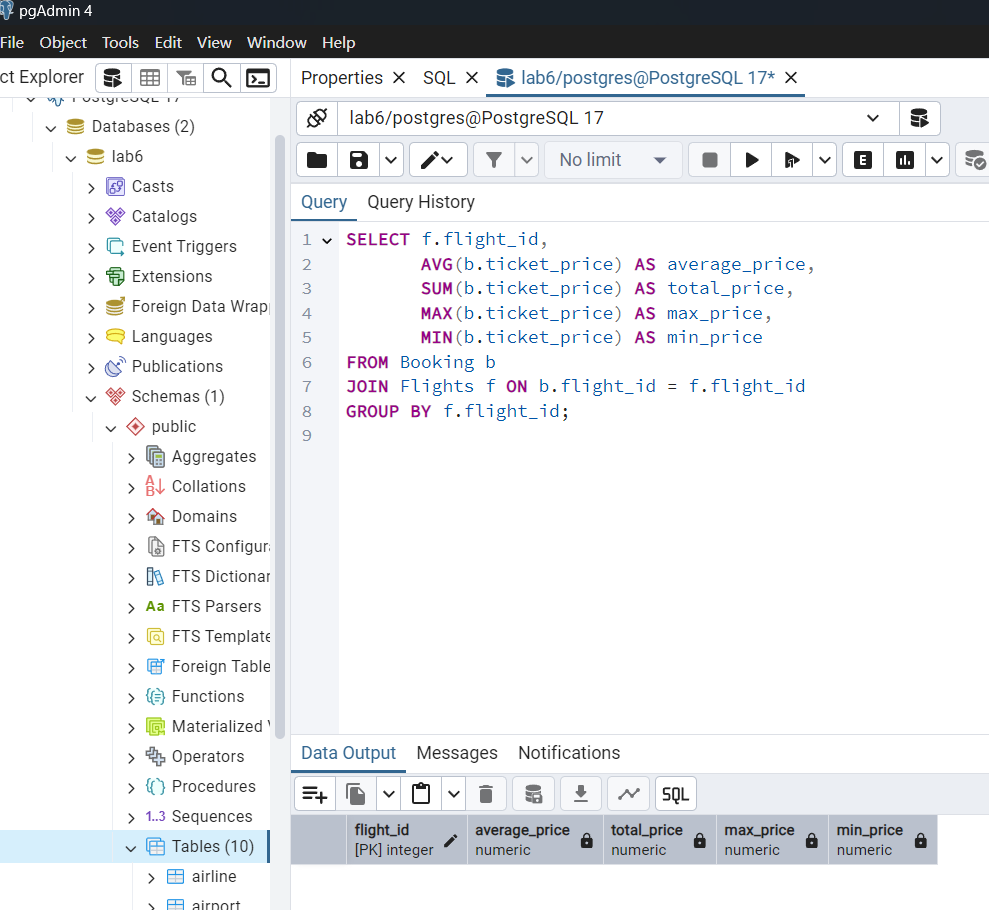 pgAdmin 4
File Object Tools Edit View Window Help
ct Explorer
Properties
SQL
lab6/postgres@PostgreSQL 17*
PostgreSQL 17
Databases (2)
lab6
Casts
Catalogs
Event Triggers
Extensions
Foreign Data Wrap
Languages
Publications
Schemas (1)
public
Aggregates
Collations
Domains
FTS Configura
FTS Dictionar
Aa FTS Parsers
FTS Template
Foreign Table
Functions
Materialized
Operators
Procedures
1..3 Sequences
Tables (10)
airline
airport
lab6/postgres@PostgreSQL 17
No limit
E
Query Query History
1 SELECT f.flight_id,
2 AVG(b.ticket_price) AS average_price,
3 SUM(b.ticket_price) AS total_price,
4 MAX(b.ticket_price) AS max_price,
5 MIN(b.ticket_price) AS min_price
6 FROM Booking b
7 JOIN Flights f ON b.flight_id = f.flight_id
8 GROUP BY f.flight_id;
9
Data Output Messages Notifications
SQL
flight_id average_price total_price max_price min_price
[PK] integer numeric numeric numeric numeric